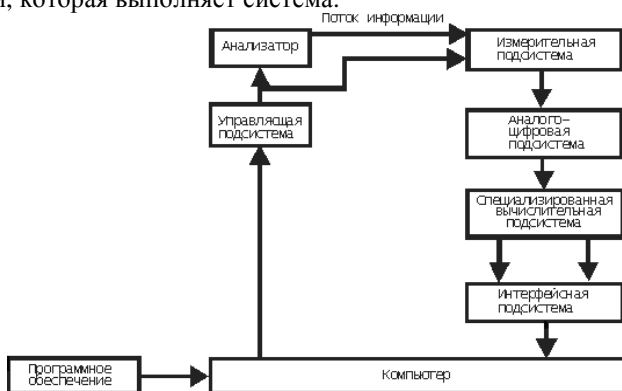 и, которая выполняет система.
Поток информации
Анализатор
Измерительная
подсистема
Управляющая
подсистема
Аналого-
цифровая
подсистема
Специализированная
вычислительная
подсистема
Интерфейсная
подсистема
Программное
обеспечение
Компьютер